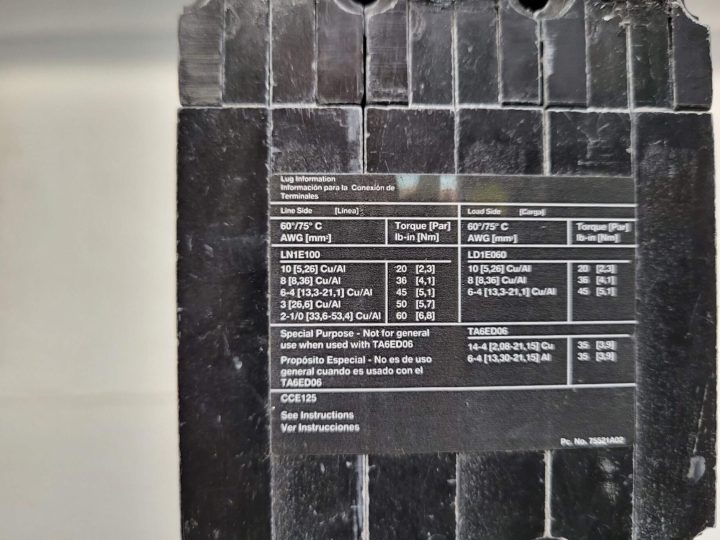 Lug Information
Información para la Conexión de
Terminales
Line Side [Línea] Load Side [Carga]
60°/75° C Torque [Par] 60°/75° C Torque [Par]
AWG [mm²] lb-in [Nm] AWG [mm²] lb-in [Nm]
LN1E100 LD1E060
10 [5,26] Cu/Al 20 [2,3] 10 [5,26] Cu/Al 20 [2,3]
8 [8,36] Cu/Al 36 [4,1] 8 [8,36] Cu/Al 36 [4,1]
6-4 [13,3-21,1] Cu/Al 45 [5,1] 6-4 [13,3-21,1] Cu/Al 45 [5,1]
3 [26,6] Cu/Al 50 [5,7]
2-1/0 [33,6-53,4] Cu/Al 60 [6,8]
Special Purpose - Not for general TA6ED06
use when used with TA6ED06 14-4 [2,08-21,15] Cu 35 [3,9]
Propósito Especial - No es de uso 6-4 [13,30-21,15] Al 35 [3,9]
general cuando es usado con el
TA6ED06
CCE125
See Instructions
Ver Instrucciones
Pc. No. 75521A02